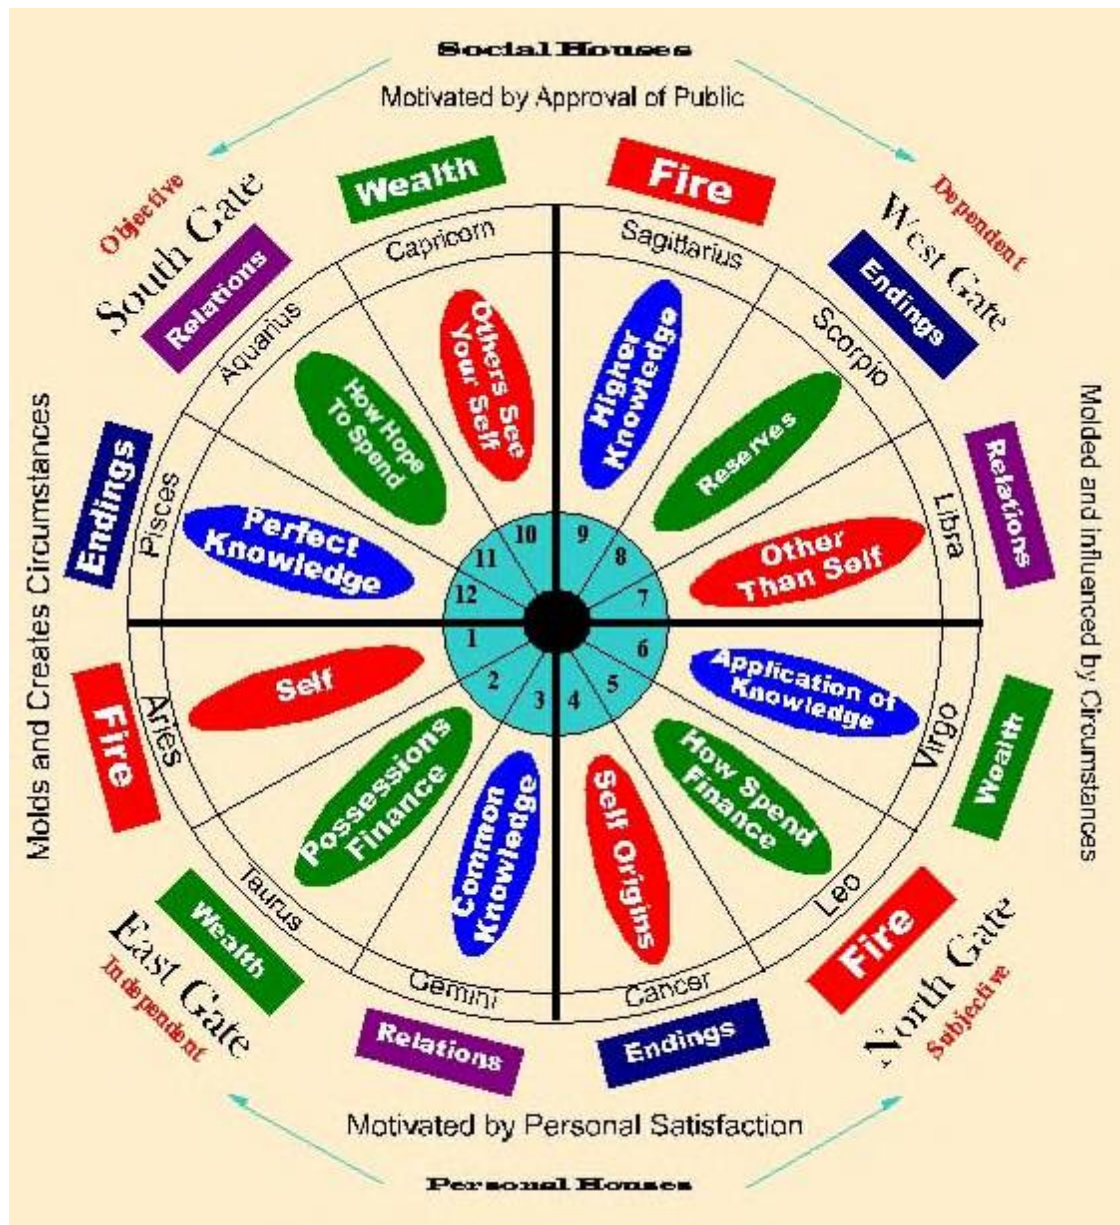 Social Houses
Motivated by Approval of Public
Objective
South Gate
Dependent
West Gate
Molds and Creates Circumstances
Molded and influenced by Circumstances
Wealth
Fire
Relations
Endings
Endings
Relations
Fire
Wealth
Wealth
Fire
Relations
Endings
Capricorn
Sagittarius
Aquarius
Scorpio
Pisces
Libra
Aries
Virgo
Taurus
Leo
Gemini
Cancer
Others See
Your Self
Higher
Knowledge
How Hope
To Spend
Reserves
Perfect
Knowledge
Other
Than Self
Self
Application of
Knowledge
Possessions
Finance
How Spend
Finance
Common
Knowledge
Self Origins
10
9
11
8
12
7
1
6
2
5
3
4
East Gate
Independent
North Gate
Subjective
Motivated by Personal Satisfaction
Personal Houses